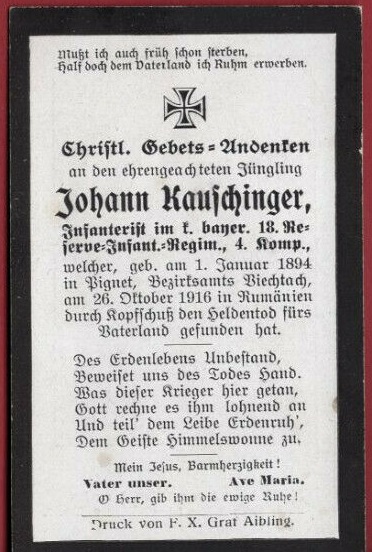 Mußt ich auch früh schon sterben,
Half doch dem Vaterland ich Ruhm erwerben.
Christl. Gebets=Andenken
an den ehrengeachteten Jüngling
Johann Kauschinger,
Infanterist im k. bayer. 18. Re-
serve-Infant.-Regim., 4. Komp.,
welcher, geb. am 1. Januar 1894
in Pignet, Bezirksamts Viechtach,
am 26. Oktober 1916 in Rumänien
durch Kopfschuß den Heldentod fürs
Vaterland gefunden hat.
Des Erdenlebens Unbestand,
Beweiset uns des Todes Hand.
Was dieser Krieger hier getan,
Gott rechne es ihm lohnend an
Und teil' dem Leibe Erdenruh',
Dem Geiste Himmelswonne zu.
Mein Jesus, Barmherzigkeit!
Vater unser. Ave Maria.
O Herr, gib ihm die ewige Ruhe!
Druck von F. X. Graf Aibling.